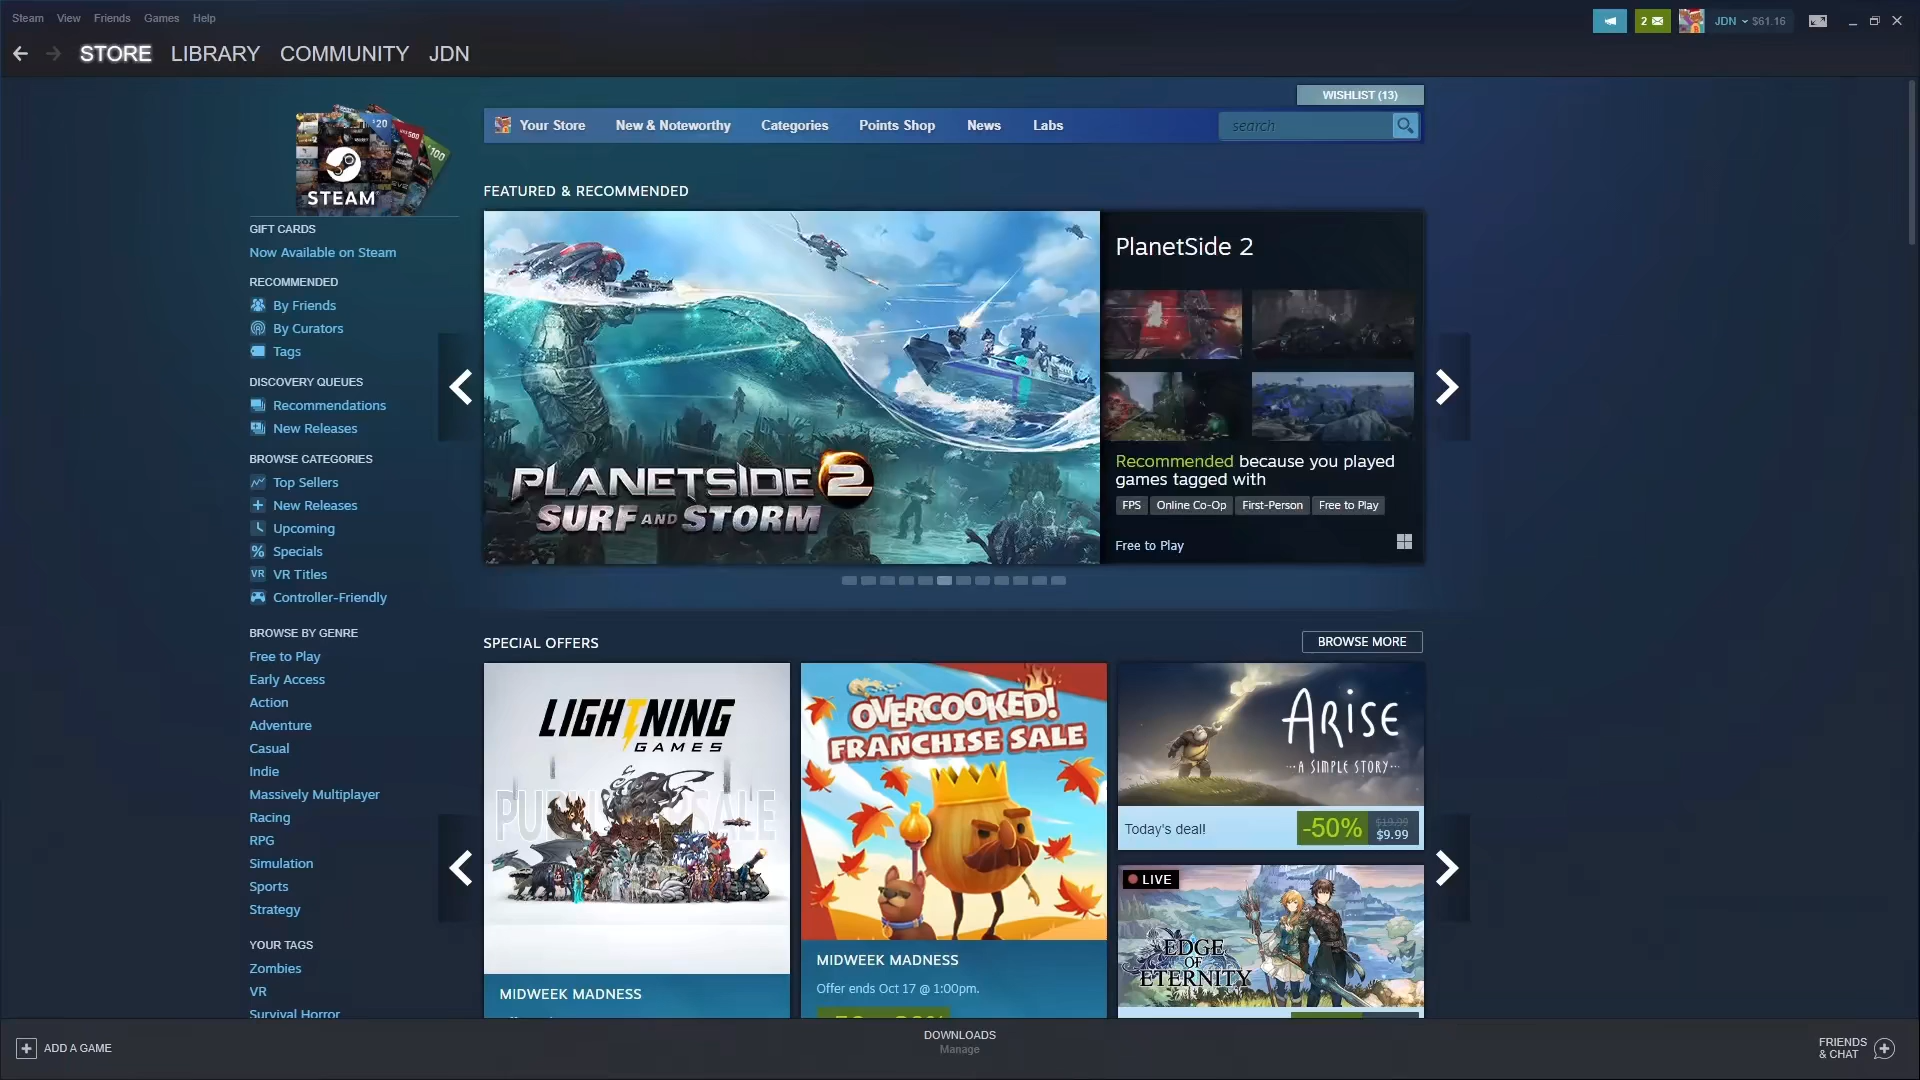 Steam View Friends Games Help
2 JDN $61.16
STORE LIBRARY COMMUNITY JDN
WISHLIST (13)
Your Store New & Noteworthy Categories Points Shop News Labs search
STEAM
GIFT CARDS
Now Available on Steam
RECOMMENDED
By Friends
By Curators
Tags
DISCOVERY QUEUES
Recommendations
New Releases
BROWSE CATEGORIES
Top Sellers
New Releases
Upcoming
Specials
VR VR Titles
Controller-Friendly
BROWSE BY GENRE
Free to Play
Early Access
Action
Adventure
Casual
Indie
Massively Multiplayer
Racing
RPG
Simulation
Sports
Strategy
YOUR TAGS
Zombies
VR
Survival Horror
FEATURED & RECOMMENDED
PLANETSIDE 2
SURF AND STORM
PlanetSide 2
Recommended because you played
games tagged with
FPS Online Co-Op First-Person Free to Play
Free to Play
SPECIAL OFFERS
BROWSE MORE
LIGHTNING
GAMES
MIDWEEK MADNESS
OVERCOOKED!
FRANCHISE SALE
MIDWEEK MADNESS
Offer ends Oct 17 @ 1:00pm.
ARISE
A SIMPLE STORY
Today's deal! -50% $19.99
$9.99
LIVE
EDGE
OF
ETERNITY
ADD A GAME
DOWNLOADS
Manage
FRIENDS
& CHAT